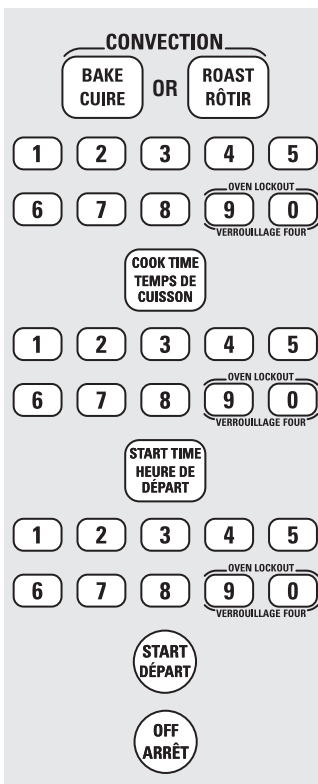 CONVECTION
BAKE
CUIRE
OR
ROAST
RÔTIR
1 2 3 4 5
OVEN LOCKOUT
6 7 8 9 0
VERROUILLAGE FOUR
COOK TIME
TEMPS DE
CUISSON
1 2 3 4 5
OVEN LOCKOUT
6 7 8 9 0
VERROUILLAGE FOUR
START TIME
HEURE DE
DÉPART
1 2 3 4 5
OVEN LOCKOUT
6 7 8 9 0
VERROUILLAGE FOUR
START
DÉPART
OFF
ARRÊT